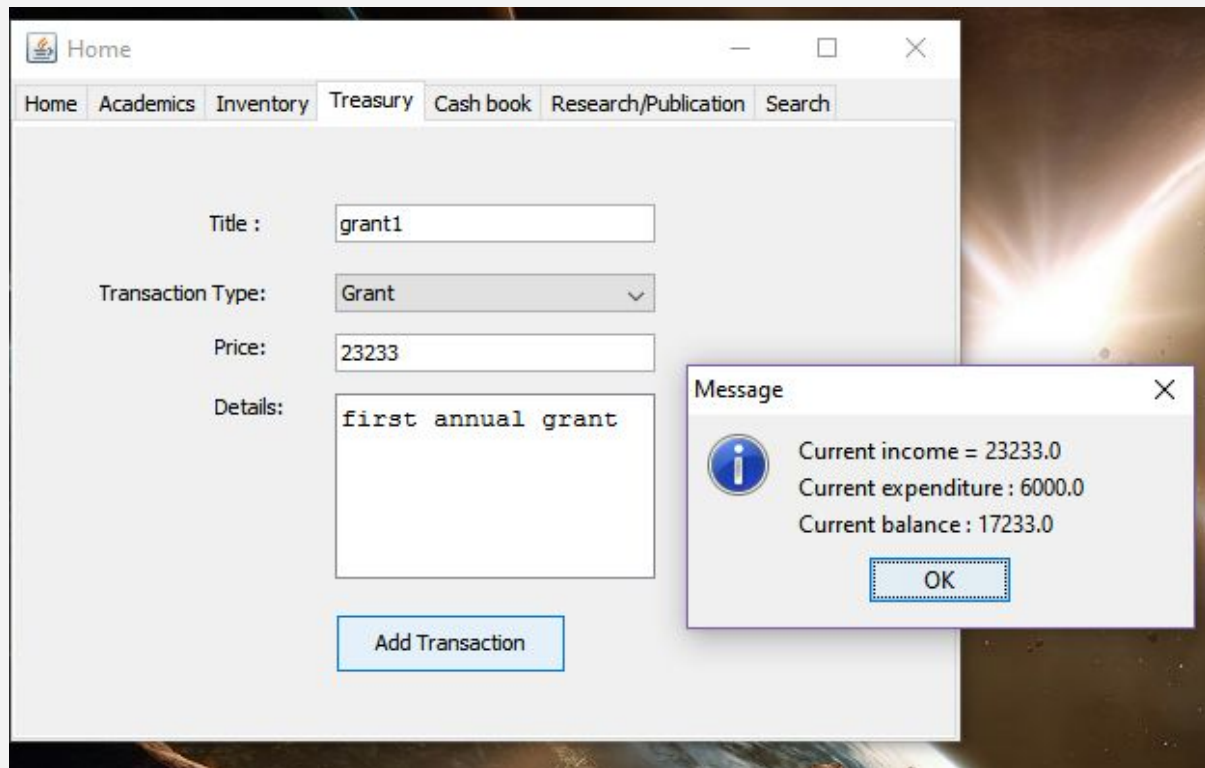 Home
Home Academics Inventory Treasury Cash book Research/Publication Search
Title :
grant1
Transaction Type:
Grant
Price:
23233
Details:
first annual grant
Add Transaction
Message
Current income = 23233.0
Current expenditure : 6000.0
Current balance : 17233.0
OK